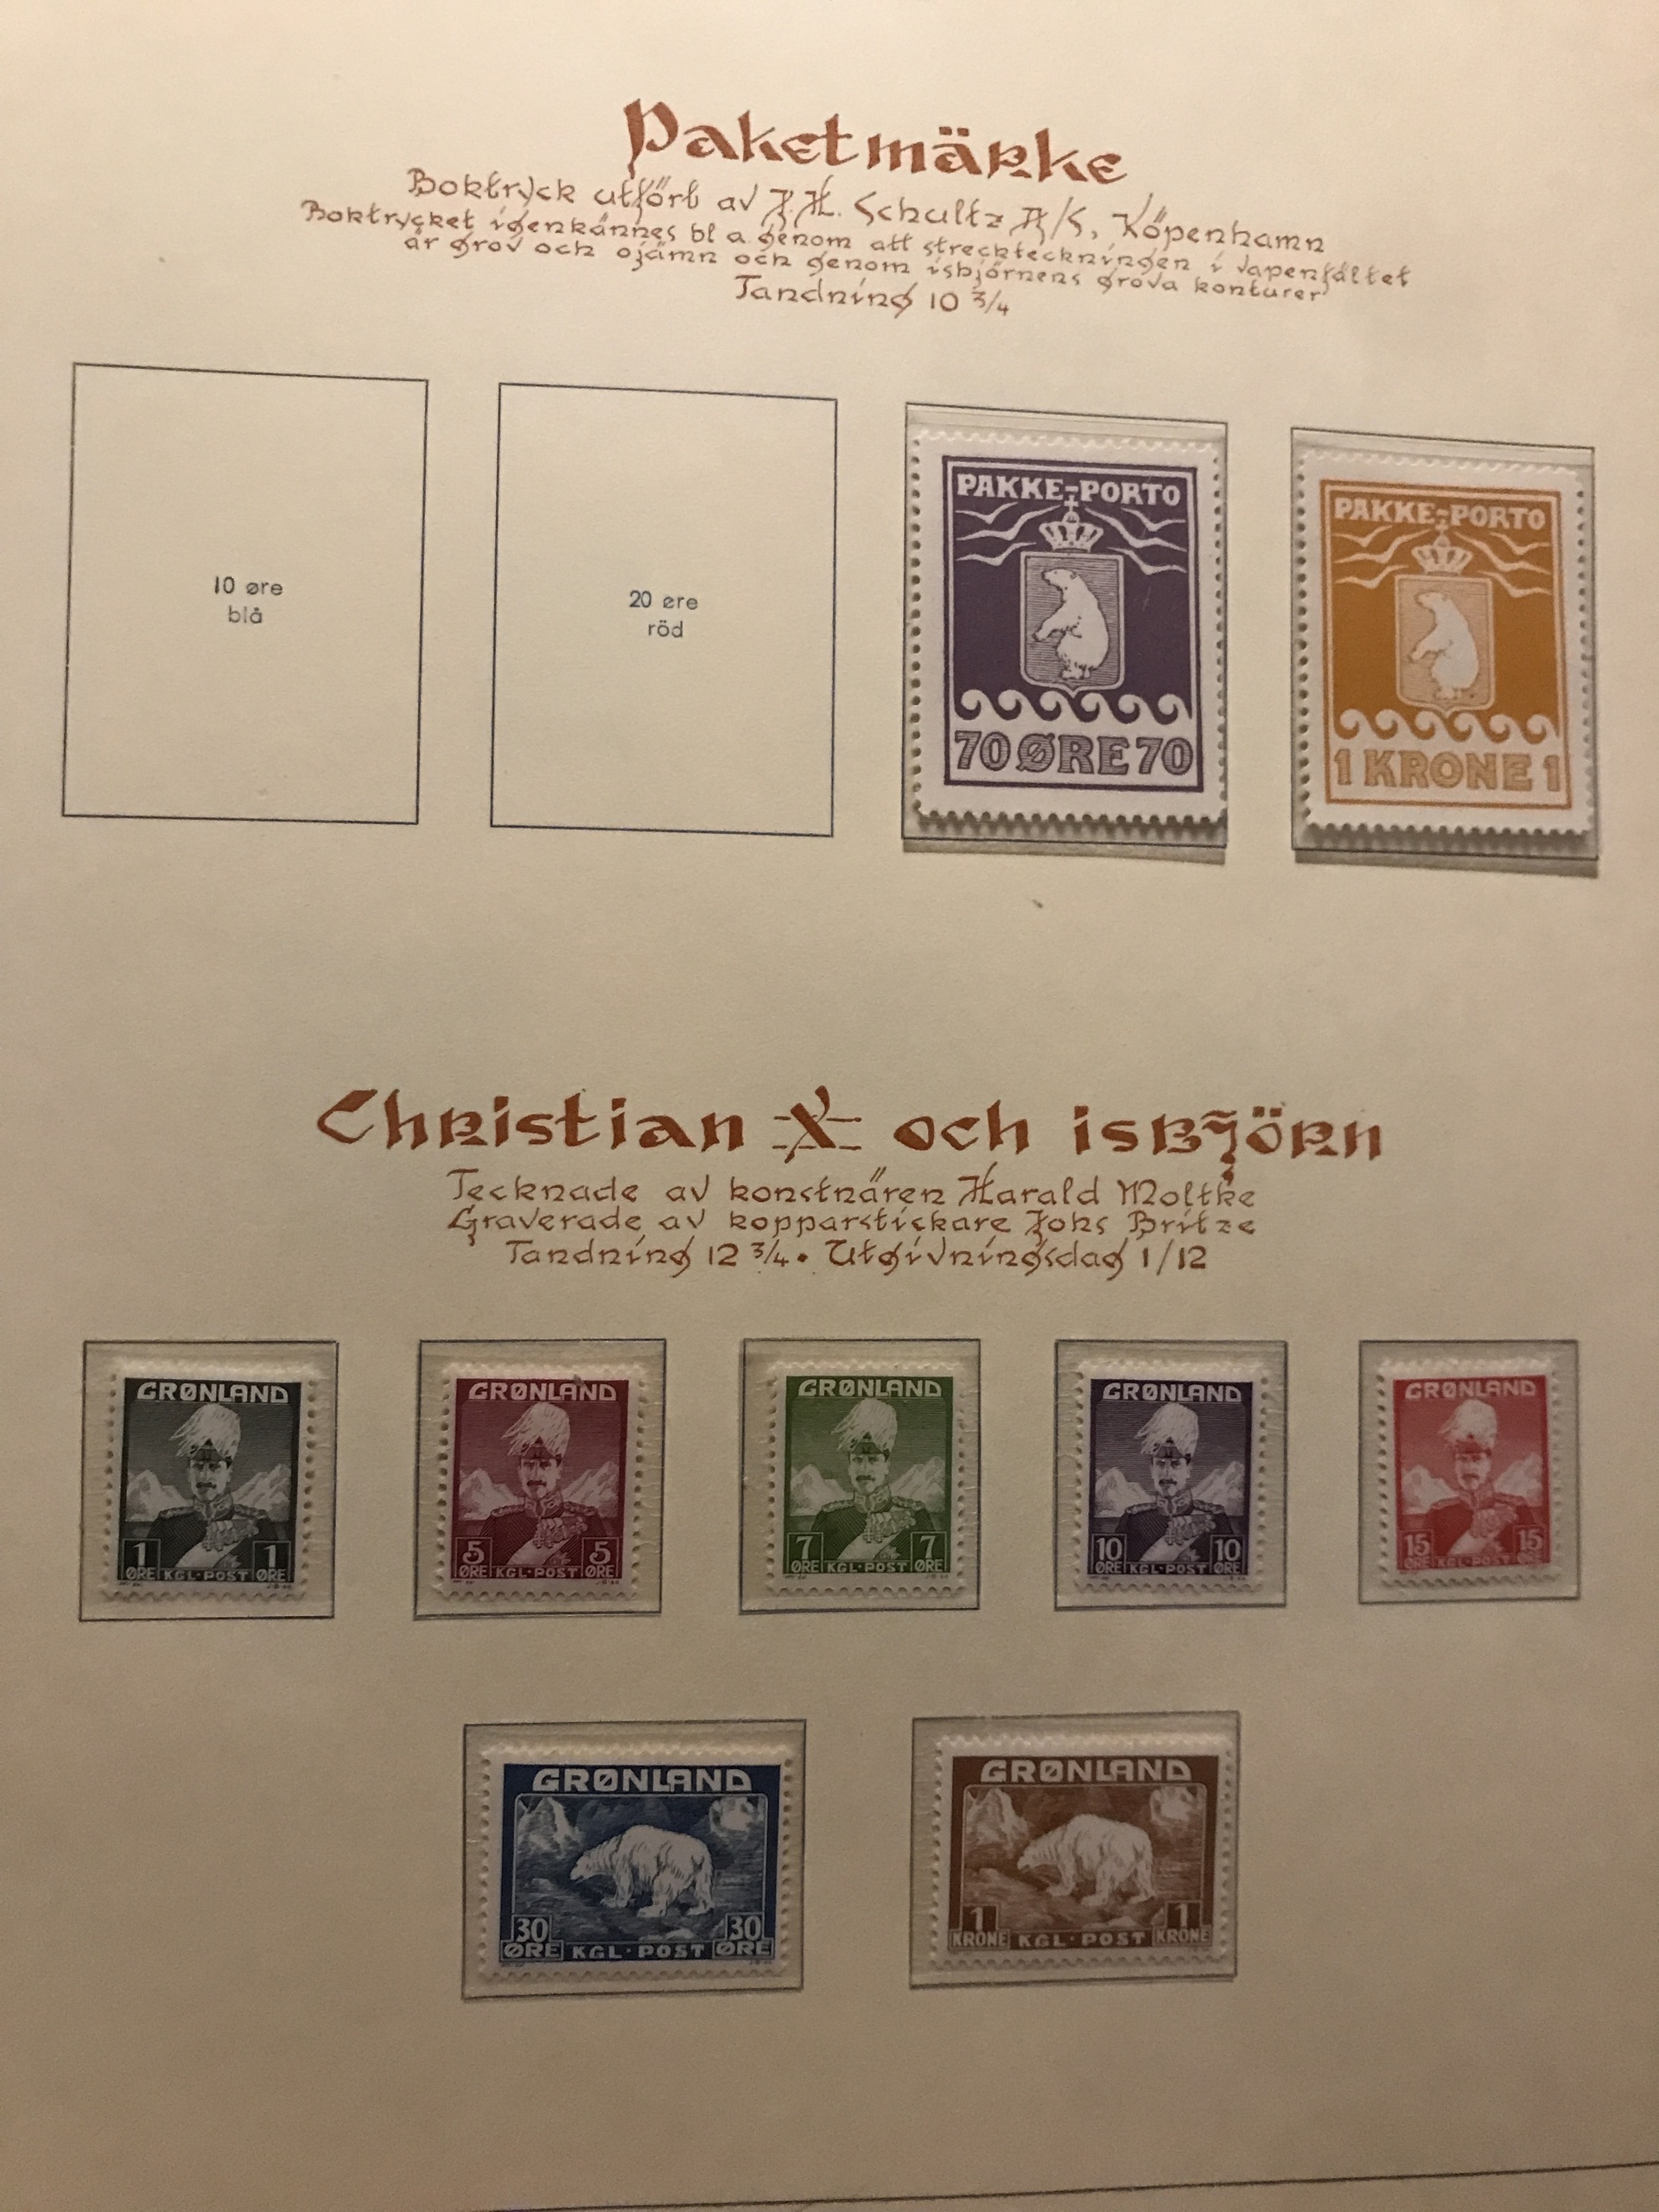 Paketmärke
Boktryck utfört av J.H. Schultz A/S, Köpenhamn
Boktrycket igenkännes bl a genom att streckteckningen i vapenfältet
är grov och ojämn och genom isbjörnens grova konturer
Tandning 10 3/4
10 øre
blå
20 øre
röd
PAKKE-PORTO
70 ØRE 70
PAKKE-PORTO
1 KRONE 1
Christian X och isbjörn
Tecknade av konstnären Harald Moltke
Graverade av kopparstickare Johs Britze
Tandning 12 3/4 • Utgivningsdag 1/12
GRØNLAND
1 1
ØRE KGL·POST ØRE
GRØNLAND
5 5
ØRE KGL·POST ØRE
GRØNLAND
7 7
ØRE KGL·POST ØRE
GRØNLAND
10 10
ØRE KGL·POST ØRE
GRØNLAND
15 15
ØRE KGL·POST ØRE
GRØNLAND
30 30
ØRE KGL·POST ØRE
GRØNLAND
1 1
KRONE KGL·POST KRONE